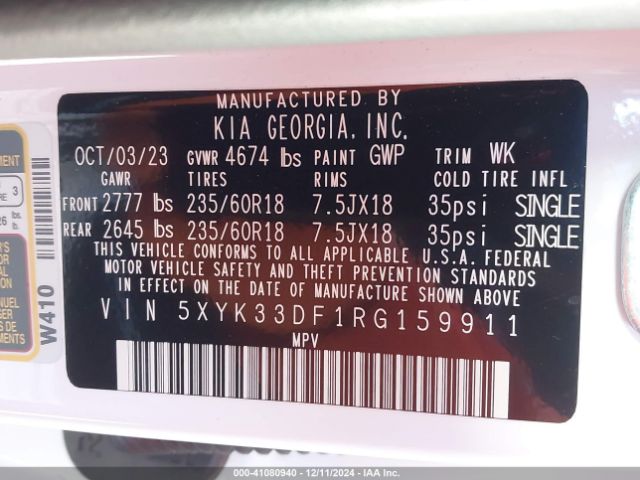 MANUFACTURED BY
KIA GEORGIA, INC.
OCT/03/23 GVWR 4674 lbs PAINT GWP TRIM WK
GAWR TIRES RIMS COLD TIRE INFL
FRONT 2777 lbs 235/60R18 7.5JX18 35psi SINGLE
REAR 2645 lbs 235/60R18 7.5JX18 35psi SINGLE
THIS VEHICLE CONFORMS TO ALL APPLICABLE U.S.A. FEDERAL
MOTOR VEHICLE SAFETY AND THEFT PREVENTION STANDARDS
IN EFFECT ON THE DATE OF MANUFACTURE SHOWN ABOVE
VIN 5XYK33DF1RG159911
MPV
W410
3
lbs.
000-41080940 - 12/11/2024 - IAA Inc.